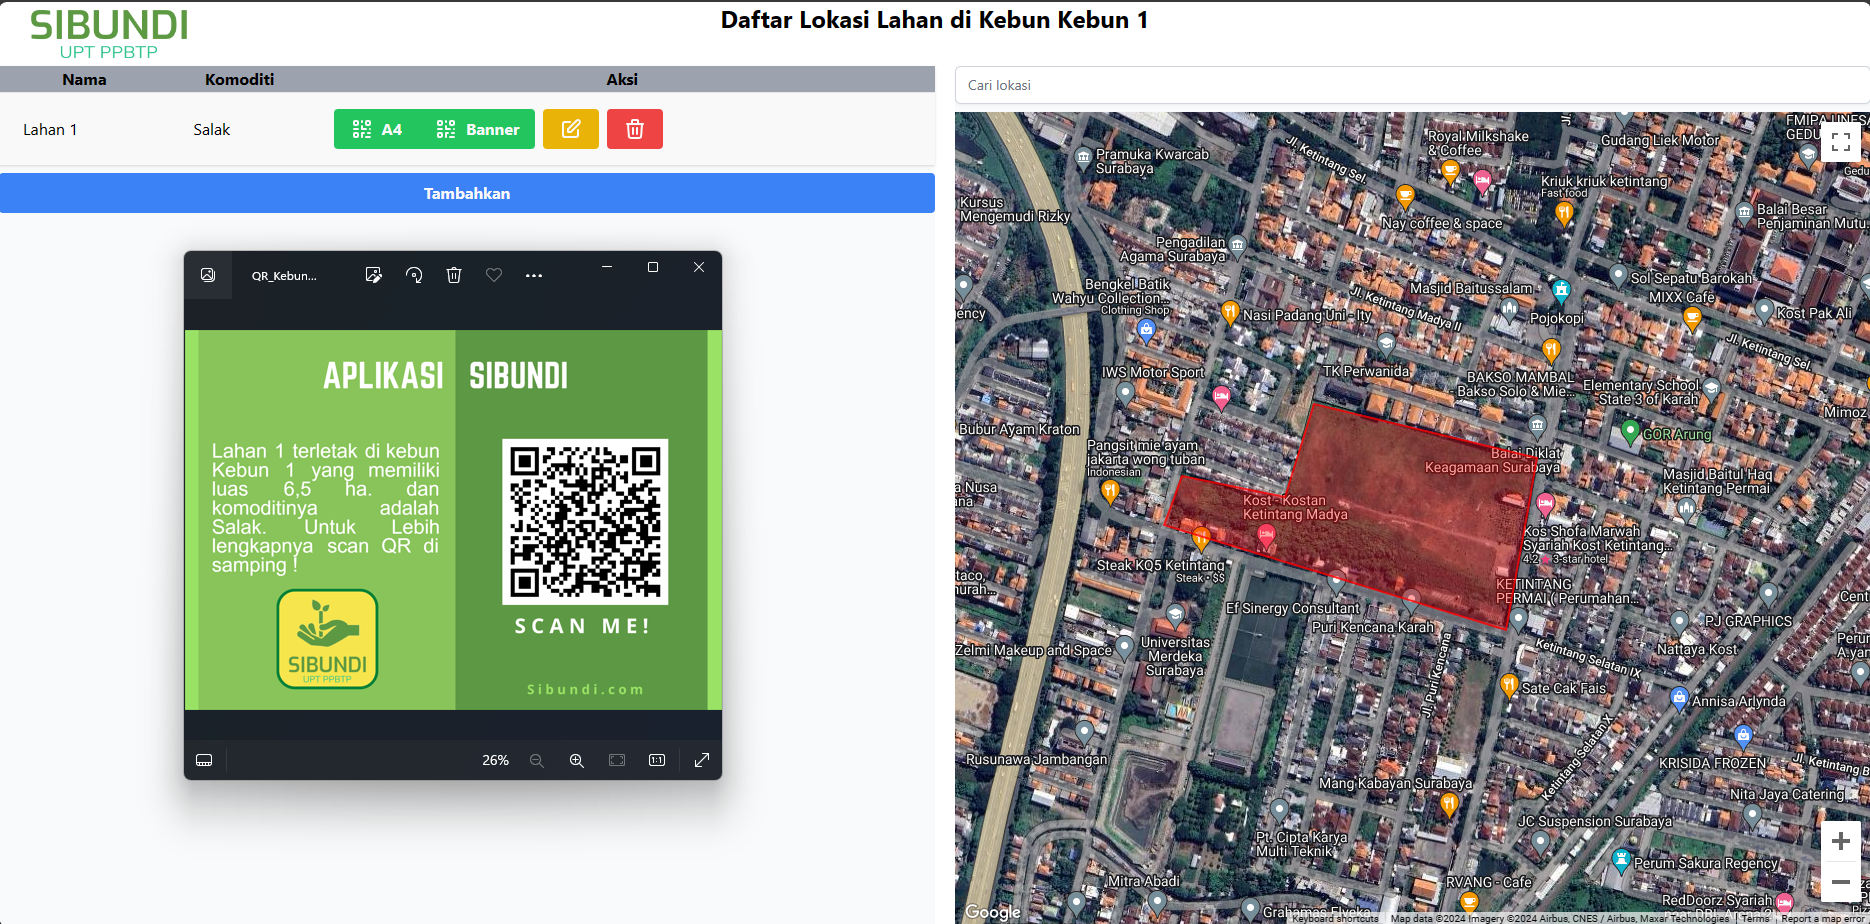 SIBUNDI
UPT PPBTP
Daftar Lokasi Lahan di Kebun Kebun 1
Nama Komoditi Aksi
Lahan 1 Salak A4 Banner
Tambahkan
QR_Kebun...
APLIKASI SIBUNDI
Lahan 1 terletak di kebun
Kebun 1 yang memiliki
luas 6,5 ha. dan
komoditinya adalah
Salak. Untuk Lebih
lengkapnya scan QR di
samping !
SIBUNDI
UPT PPBTP
SCAN ME!
Sibundi.com
26%
1:1
Cari lokasi
Pramuka Kwarcab
Surabaya
Jl. Ketintang Sel.
Royal Milkshake
& Coffee
Gudang Liek Motor
Kriuk kriuk ketintang
Fast food
Kursus
Mengemudi Rizky
Nay coffee & space
Balai Besar
Penjaminan Mutu...
Pengadilan
Agama Surabaya
Bengkel Batik
Wahyu Collection...
Clothing Shop
Masjid Baitussalam
Sol Sepatu Barokah
MIXX Cafe
Jl. Ketintang Madya II
Nasi Padang Uni - Ity
Pojokopi
Kost Pak Ali
Jl. Ketintang Sel.
IWS Motor Sport
TK Perwanida
BAKSO MAMBAL
- Bakso Solo & Mie...
Elementary School
State 3 of Karah
Mimoz
Bubur Ayam Kraton
GOR Arung
Pangsit mie ayam
jakarta wong tuban
Indonesian
Balai Diklat
Keagamaan Surabaya
Masjid Baitul Haq
Ketintang Permai
a Nusa
Kost - Kostan
Ketintang Madya
Kos Shofa Marwah
Syariah Kost Ketintang...
4.2
3-star hotel
Steak KQ5 Ketintang
Steak • $$
KETINTANG
PERMAI ( Perumahan...
Ef Sinergy Consultant
Puri Kencana Karah
PJ GRAPHICS
Universitas
Merdeka
Surabaya
Zelmi Makeup and Space
Jl. Puri Kencana
Ketintang Selatan IX
Nattaya Kost
Sate Cak Fais
Annisa Arlynda
Ketintang Selatan X
Rusunawa Jambangan
KRISIDA FROZEN
Jl. Ketintang B
Mang Kabayan Surabaya
Nita Jaya Catering
JC Suspension Surabaya
Pt. Cipta Karya
Multi Teknik
Perum Sakura Regency
Mitra Abadi
RVANG - Cafe
RedDoorz Syariah
Google
Keyboard shortcuts Map data ©2024 Imagery ©2024 Airbus, CNES / Airbus, Maxar Technologies Terms Report a map error